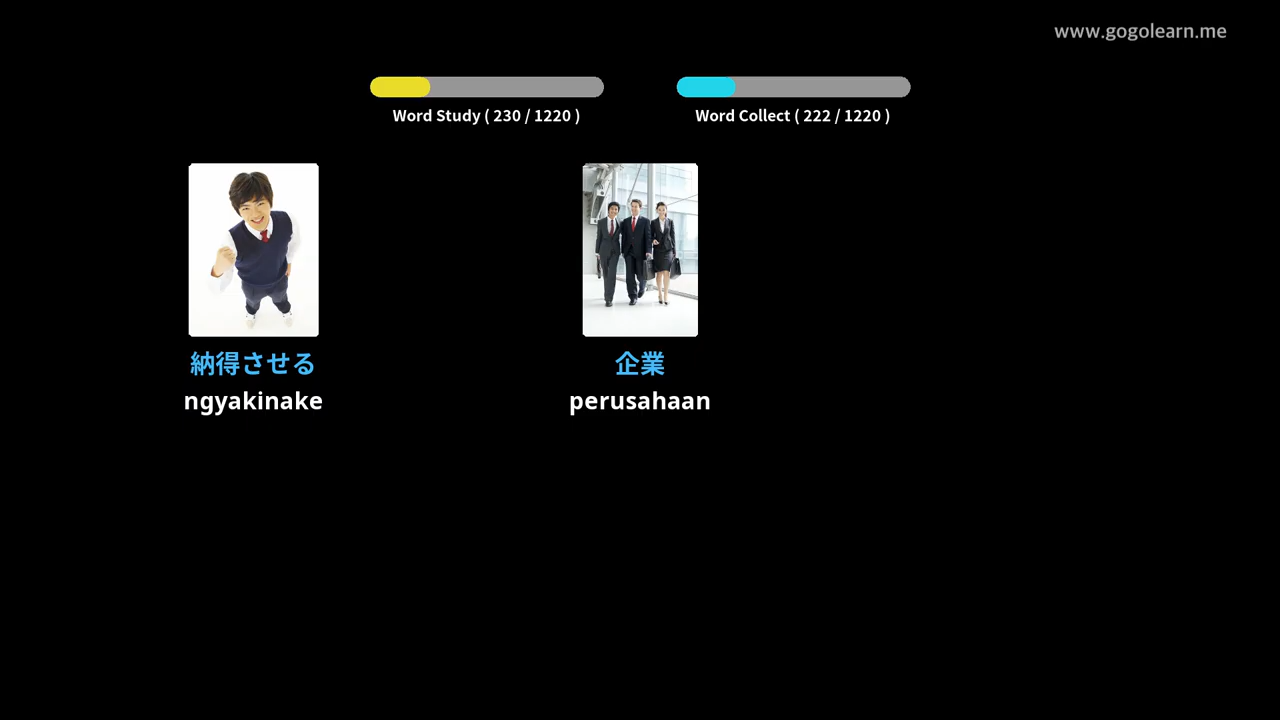 www.gogolearn.me
Word Study ( 230 / 1220 )
Word Collect ( 222 / 1220 )
納得させる
ngyakinake
企業
perusahaan